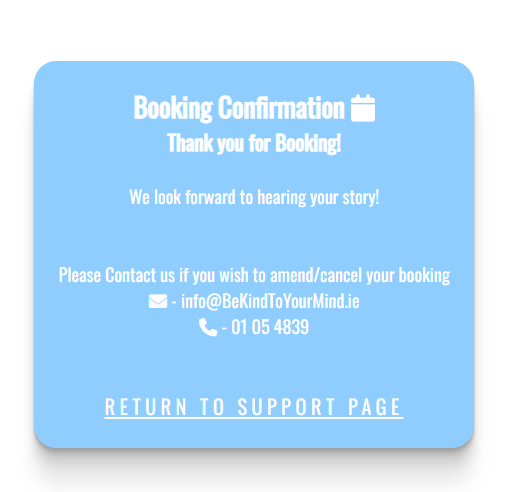 Booking Confirmation
Thank you for Booking!
We look forward to hearing your story!
Please Contact us if you wish to amend/cancel your booking
- info@BeKindToYourMind.ie
- 01 05 4839
RETURN TO SUPPORT PAGE